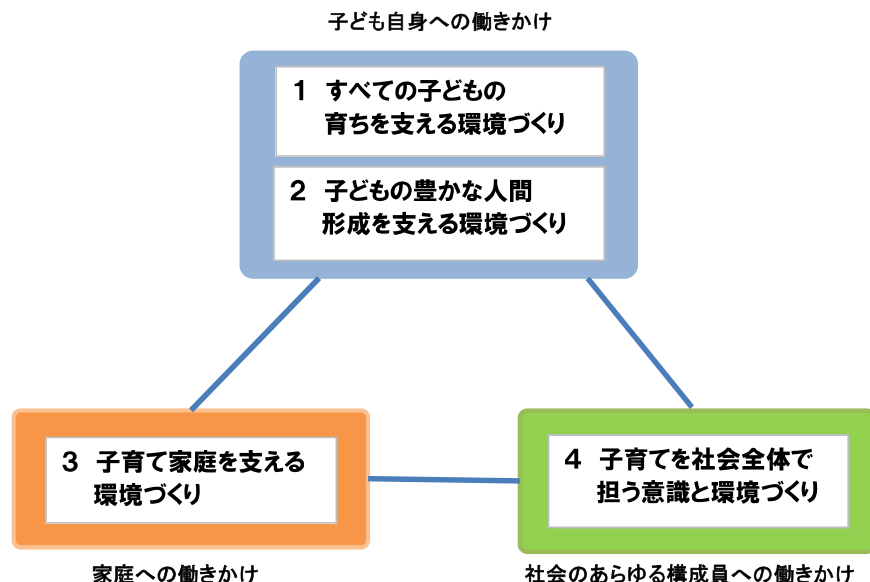 子ども自身への働きかけ
1 すべての子どもの
育ちを支える環境づくり
2 子どもの豊かな人間
形成を支える環境づくり
3 子育て家庭を支える
環境づくり
4 子育てを社会全体で
担う意識と環境づくり
家庭への働きかけ
社会のあらゆる構成員への働きかけ